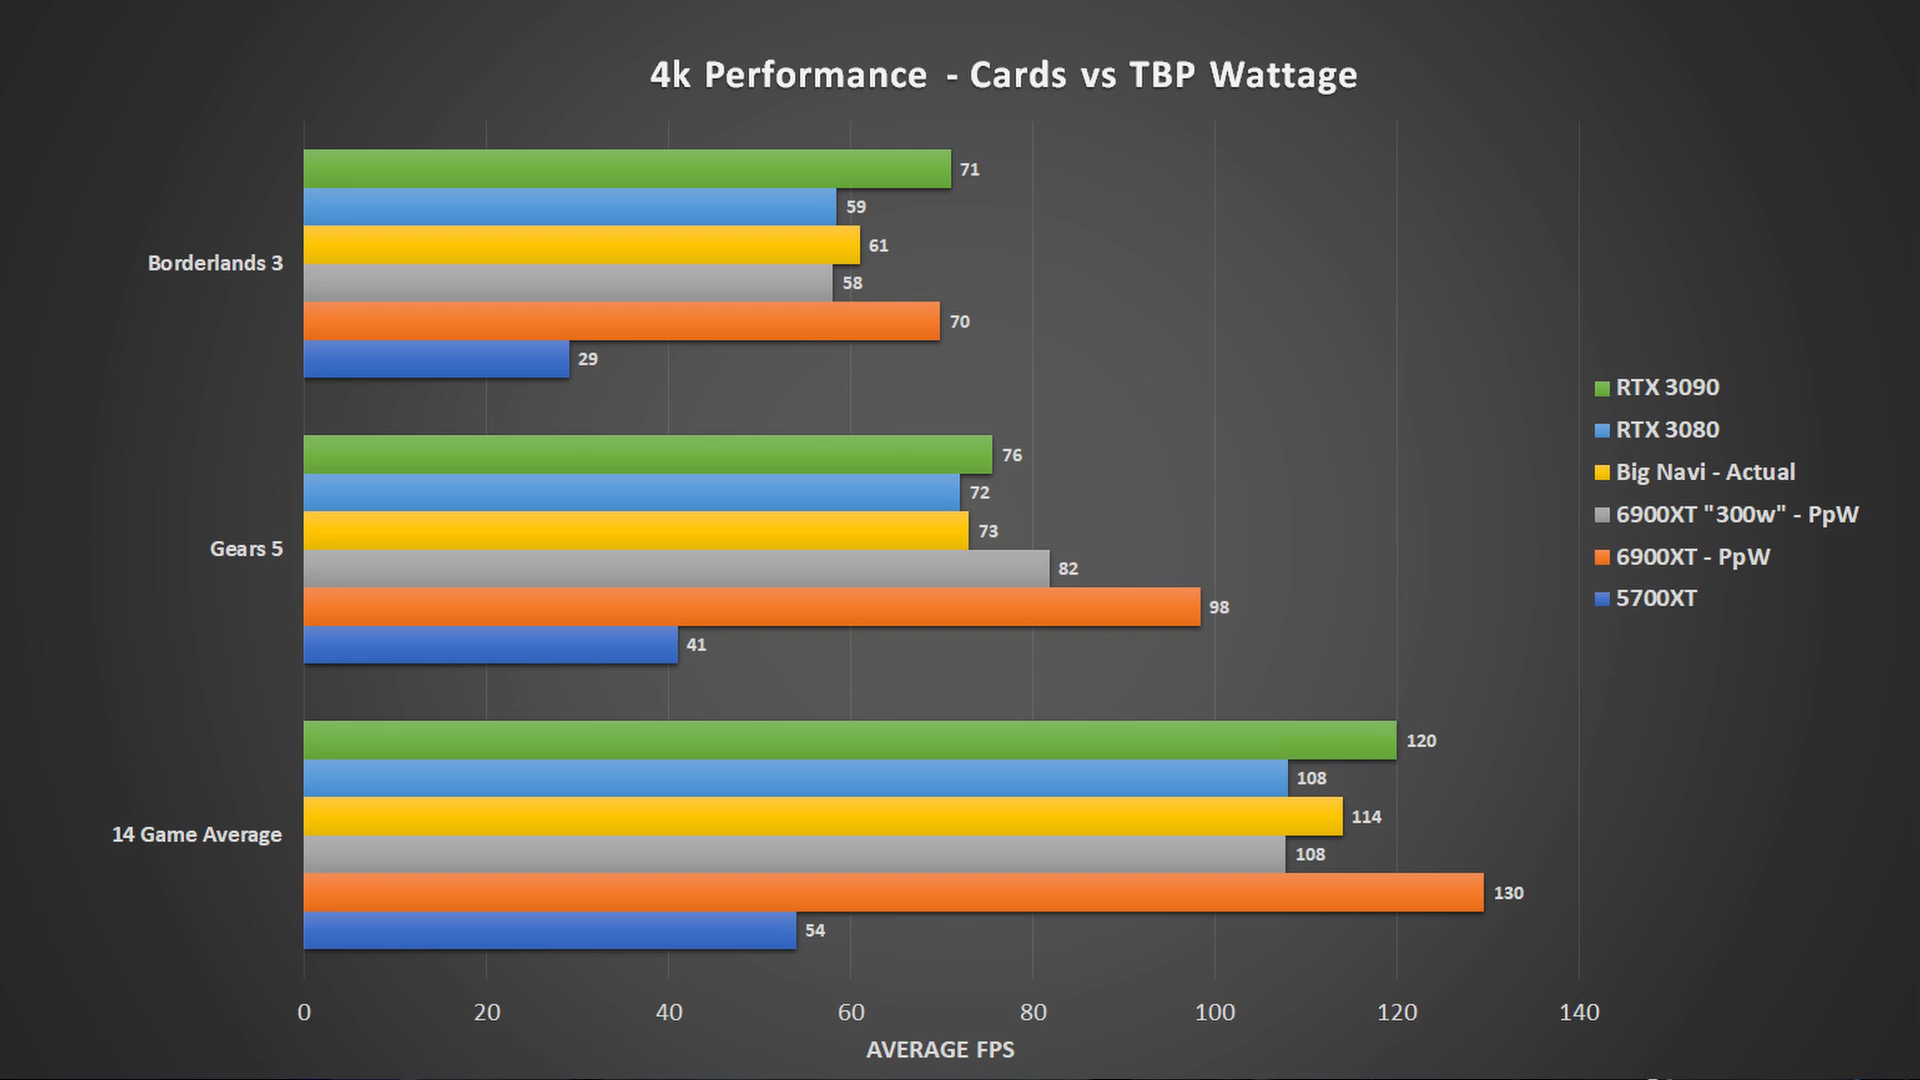 4k Performance - Cards vs TBP Wattage
Borderlands 3
71
59
61
58
70
29
Gears 5
76
72
73
82
98
41
14 Game Average
120
108
114
108
130
54
RTX 3090
RTX 3080
Big Navi - Actual
6900XT "300w" - PpW
6900XT - PpW
5700XT
0 20 40 60 80 100 120 140
AVERAGE FPS